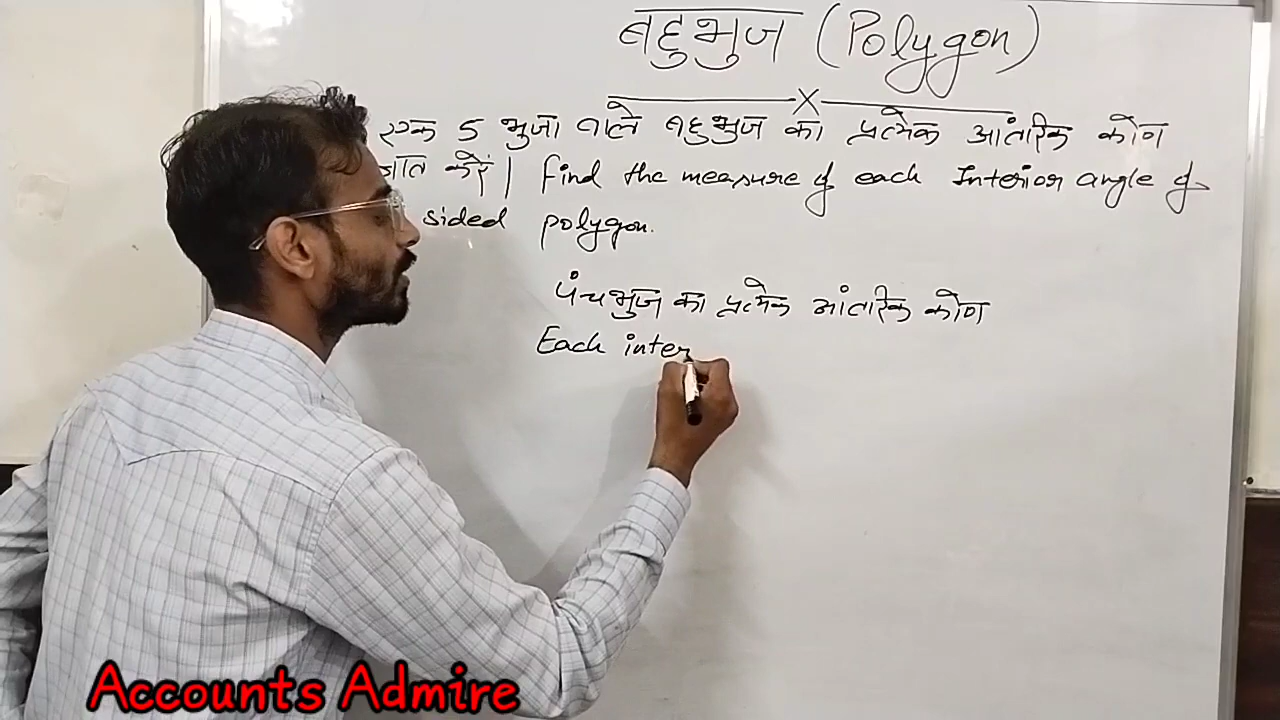 बहुभुज (Polygon)
एक 5 भुजा वाले बहुभुज का प्रत्येक आंतरिक कोण
ज्ञात करें | Find the measure of each Interior angle of
sided polygon.
पंचभुज का प्रत्येक आंतरिक कोण
Each inter
Accounts Admire